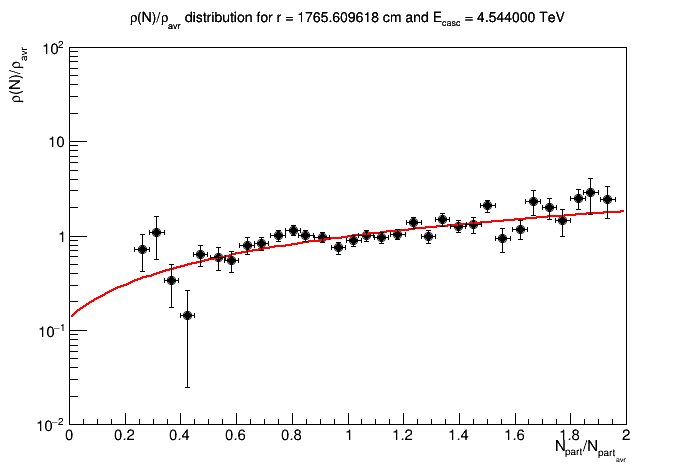 ρ(N)/ρavr distribution for r = 1765.609618 cm and Ecasc = 4.544000 TeV
ρ(N)/ρavr
10²
10
1
10⁻¹
10⁻²
0 0.2 0.4 0.6 0.8 1 1.2 1.4 1.6 1.8 2
Npart/Npartavr